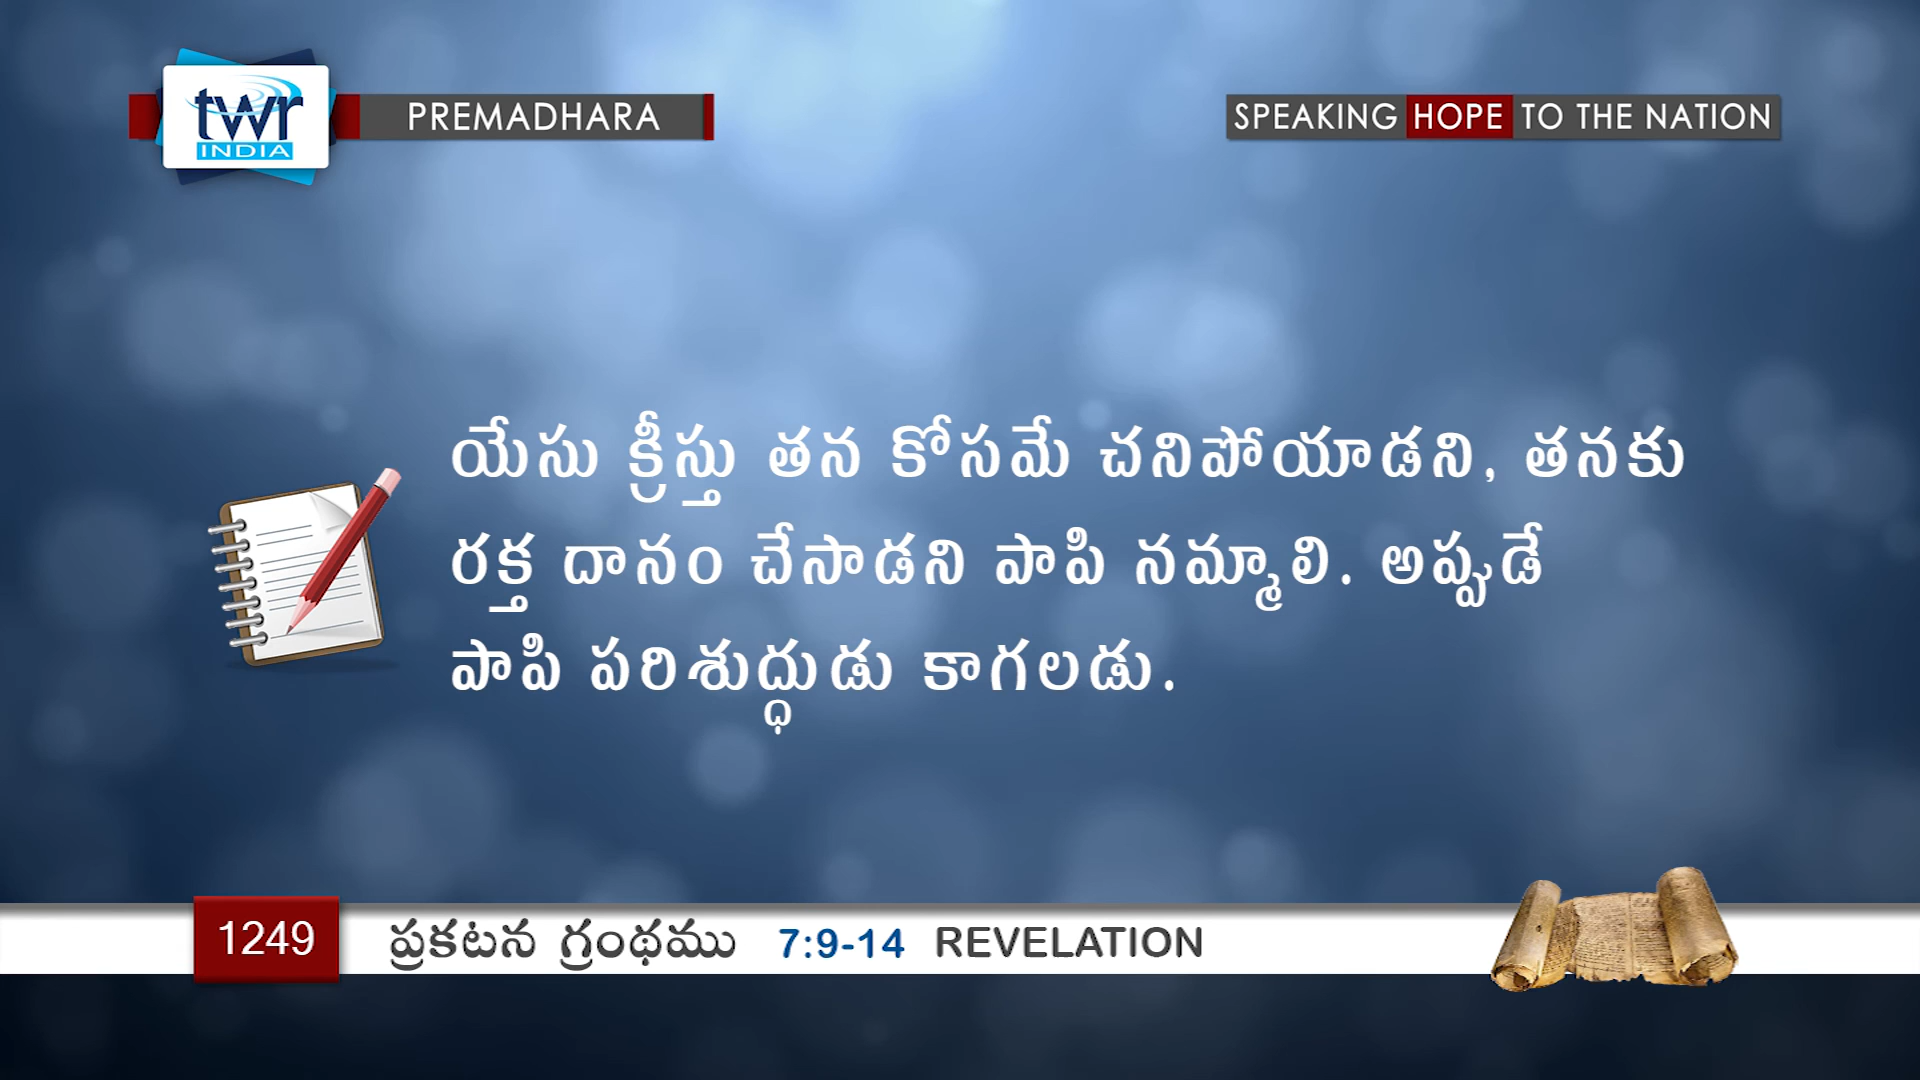 twr
INDIA
PREMADHARA
SPEAKING HOPE TO THE NATION
యేసు క్రీస్తు తన కోసమే చనిపోయాడని, తనకు
రక్త దానం చేసాడని పాపి నమ్మాలి. అప్పుడే
పాపి పరిశుద్ధుడు కాగలడు.
1249 ప్రకటన గ్రంథము 7:9-14 REVELATION